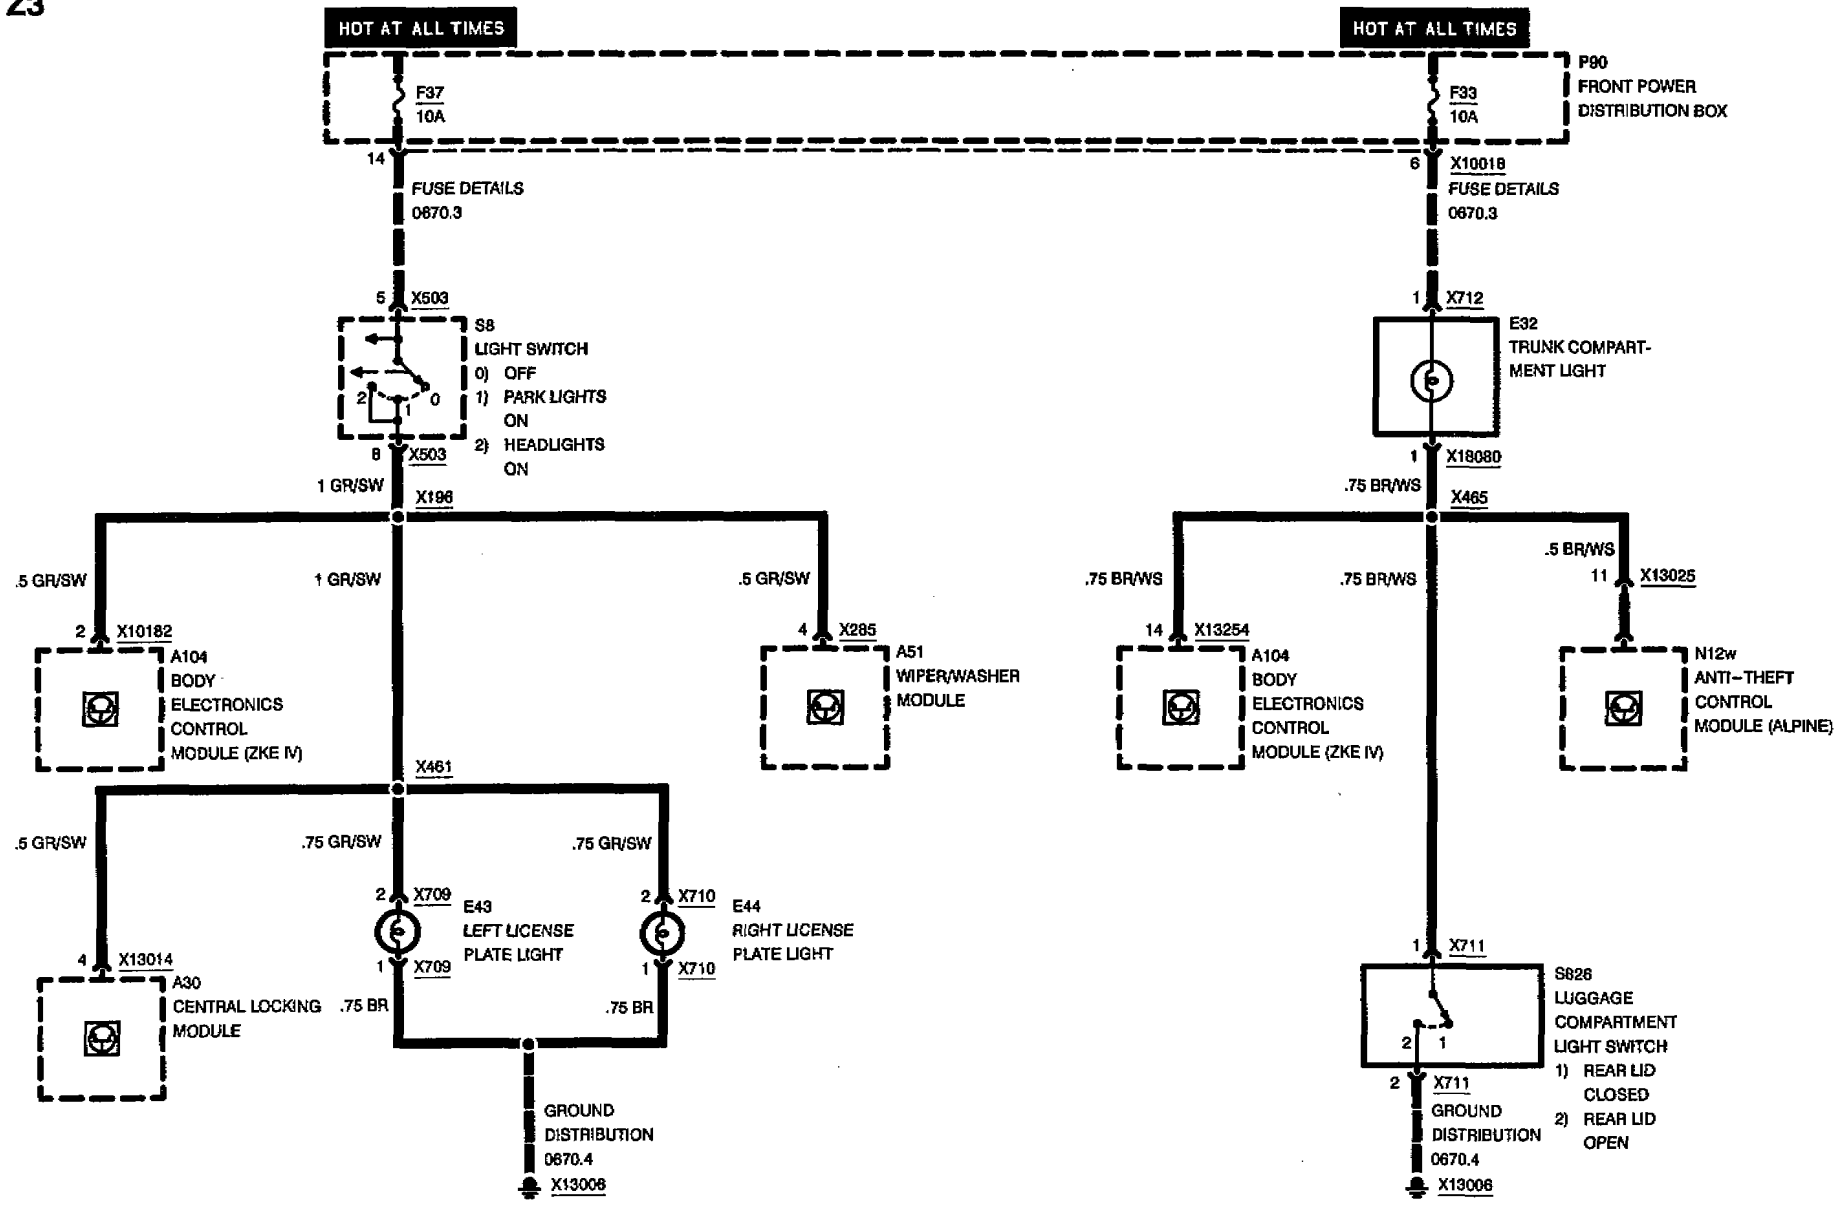 Z3
HOT AT ALL TIMES
HOT AT ALL TIMES
F37
10A
F33
10A
P90
FRONT POWER
DISTRIBUTION BOX
14
FUSE DETAILS
0670.3
6 X10018
FUSE DETAILS
0670.3
5 X503
S8
LIGHT SWITCH
0) OFF
1) PARK LIGHTS
ON
2) HEADLIGHTS
ON
2 1 0
8 X503
1 X712
E32
TRUNK COMPART-
MENT LIGHT
1 X18080
1 GR/SW
X196
.75 BR/WS
X465
.5 GR/SW
1 GR/SW
.5 GR/SW
.75 BR/WS
.75 BR/WS
.5 BR/WS
11 X13025
2 X10182
A104
BODY
ELECTRONICS
CONTROL
MODULE (ZKE IV)
4 X285
A51
WIPER/WASHER
MODULE
14 X13254
A104
BODY
ELECTRONICS
CONTROL
MODULE (ZKE IV)
N12w
ANTI-THEFT
CONTROL
MODULE (ALPINE)
X461
.5 GR/SW
.75 GR/SW
.75 GR/SW
2 X709
E43
LEFT LICENSE
PLATE LIGHT
1 X709
2 X710
E44
RIGHT LICENSE
PLATE LIGHT
1 X710
4 X13014
A30
CENTRAL LOCKING
MODULE
.75 BR
.75 BR
GROUND
DISTRIBUTION
0670.4
X13006
1 X711
S826
LUGGAGE
COMPARTMENT
LIGHT SWITCH
1) REAR LID
CLOSED
2) REAR LID
OPEN
2 1
2 X711
GROUND
DISTRIBUTION
0670.4
X13006